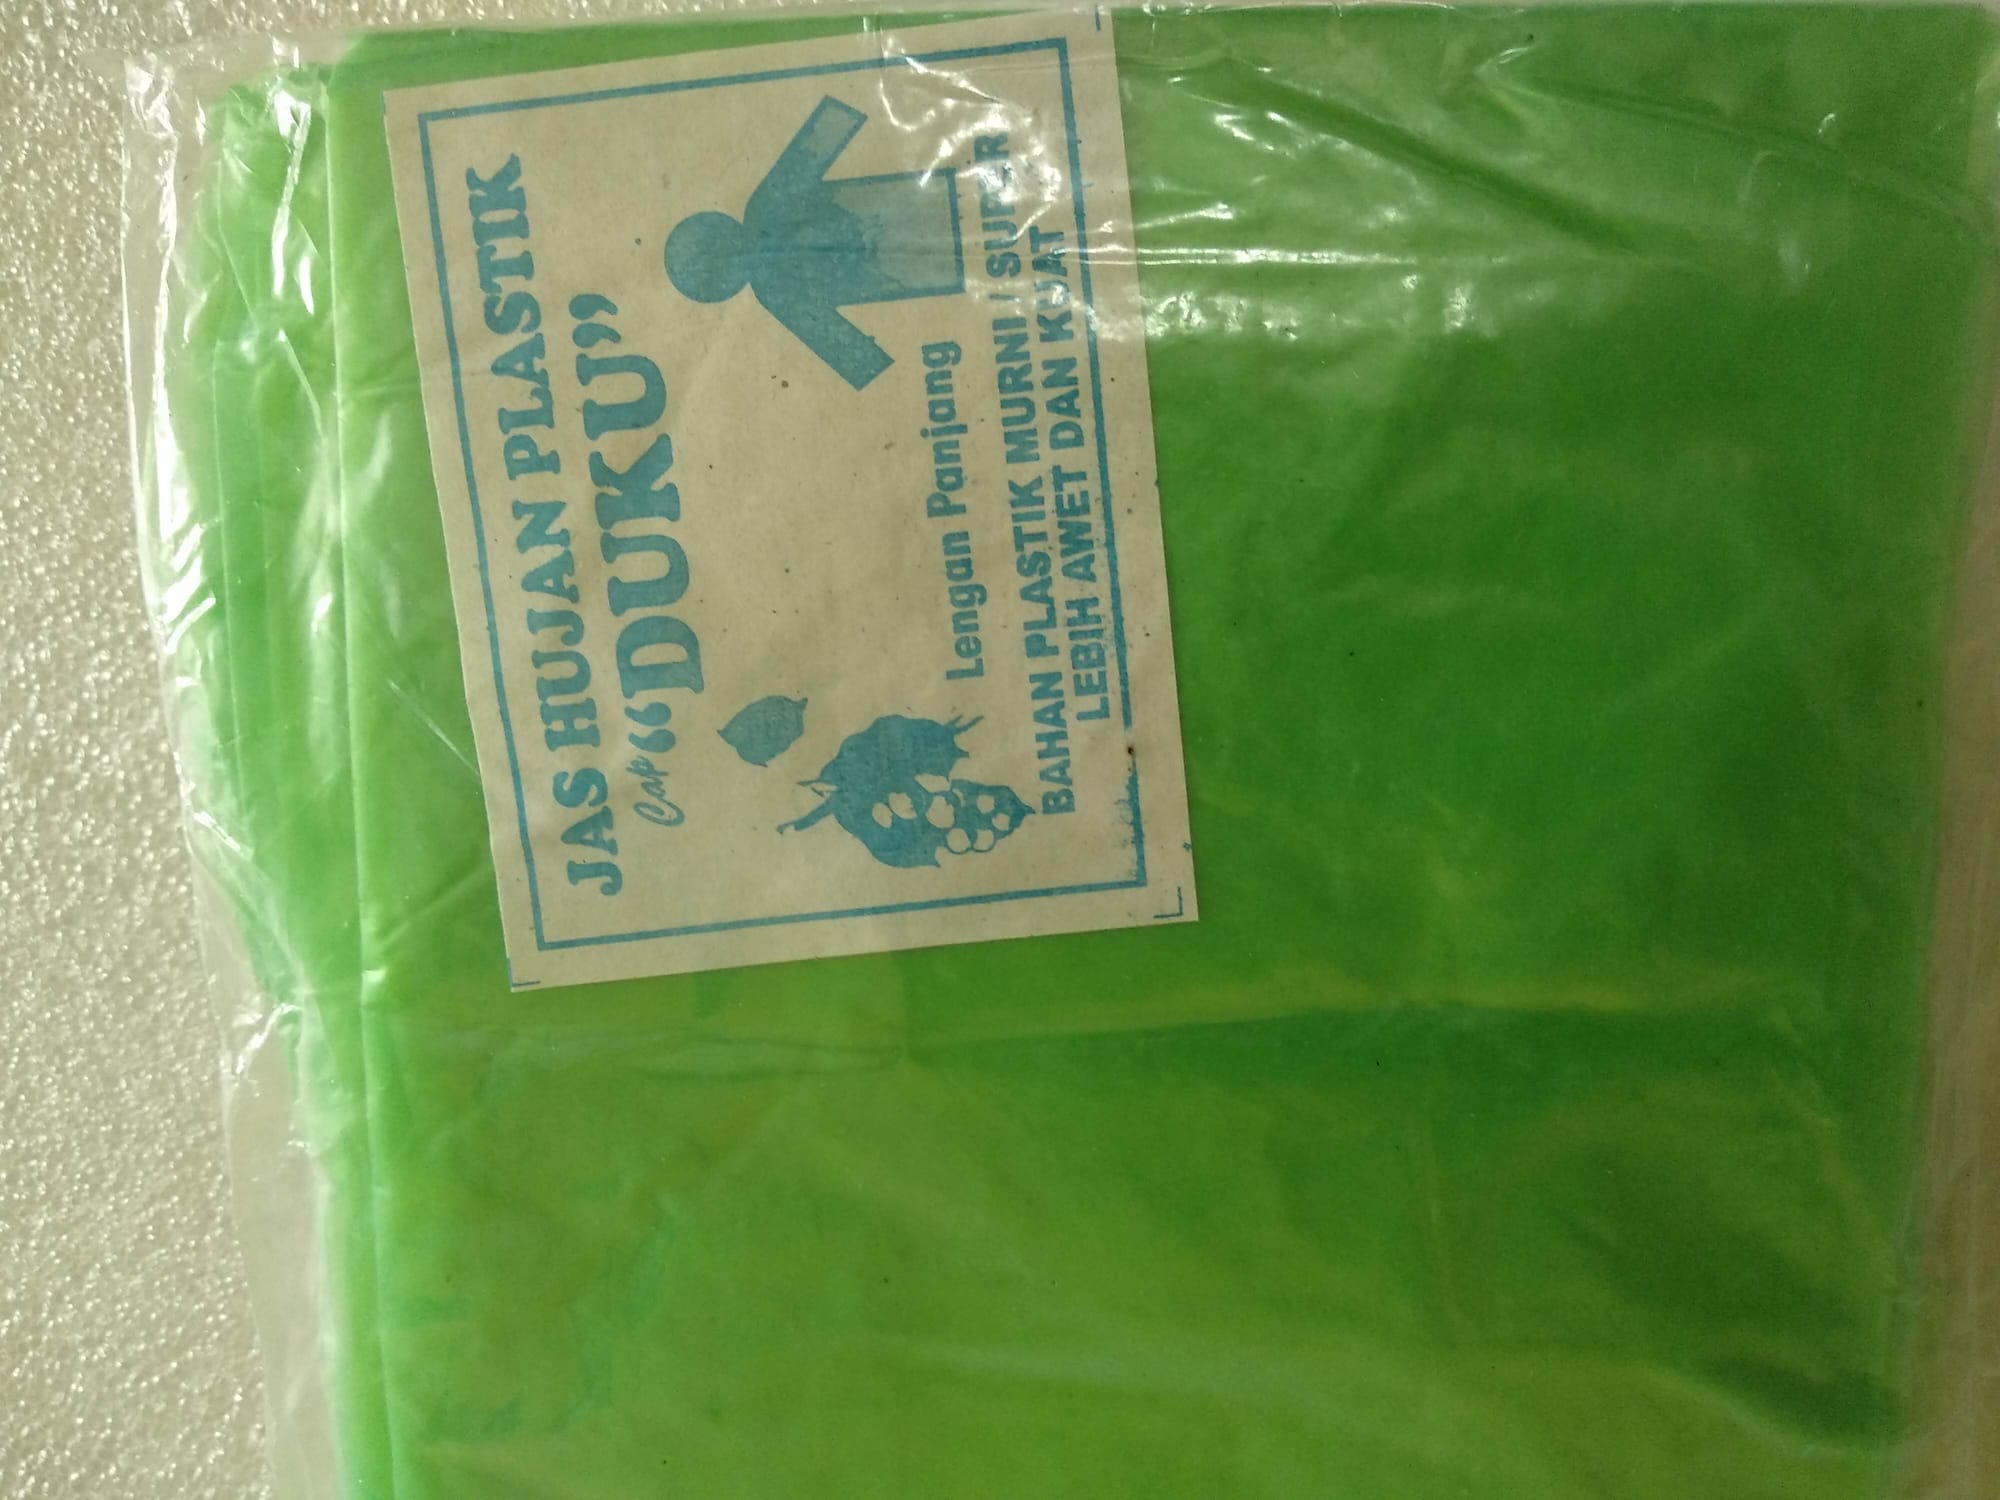 JAS HUJAN PLASTIK
Cap “DUKU”
Lengan Panjang
BAHAN PLASTIK MURNI / SUPER
LEBIH AWET DAN KUAT